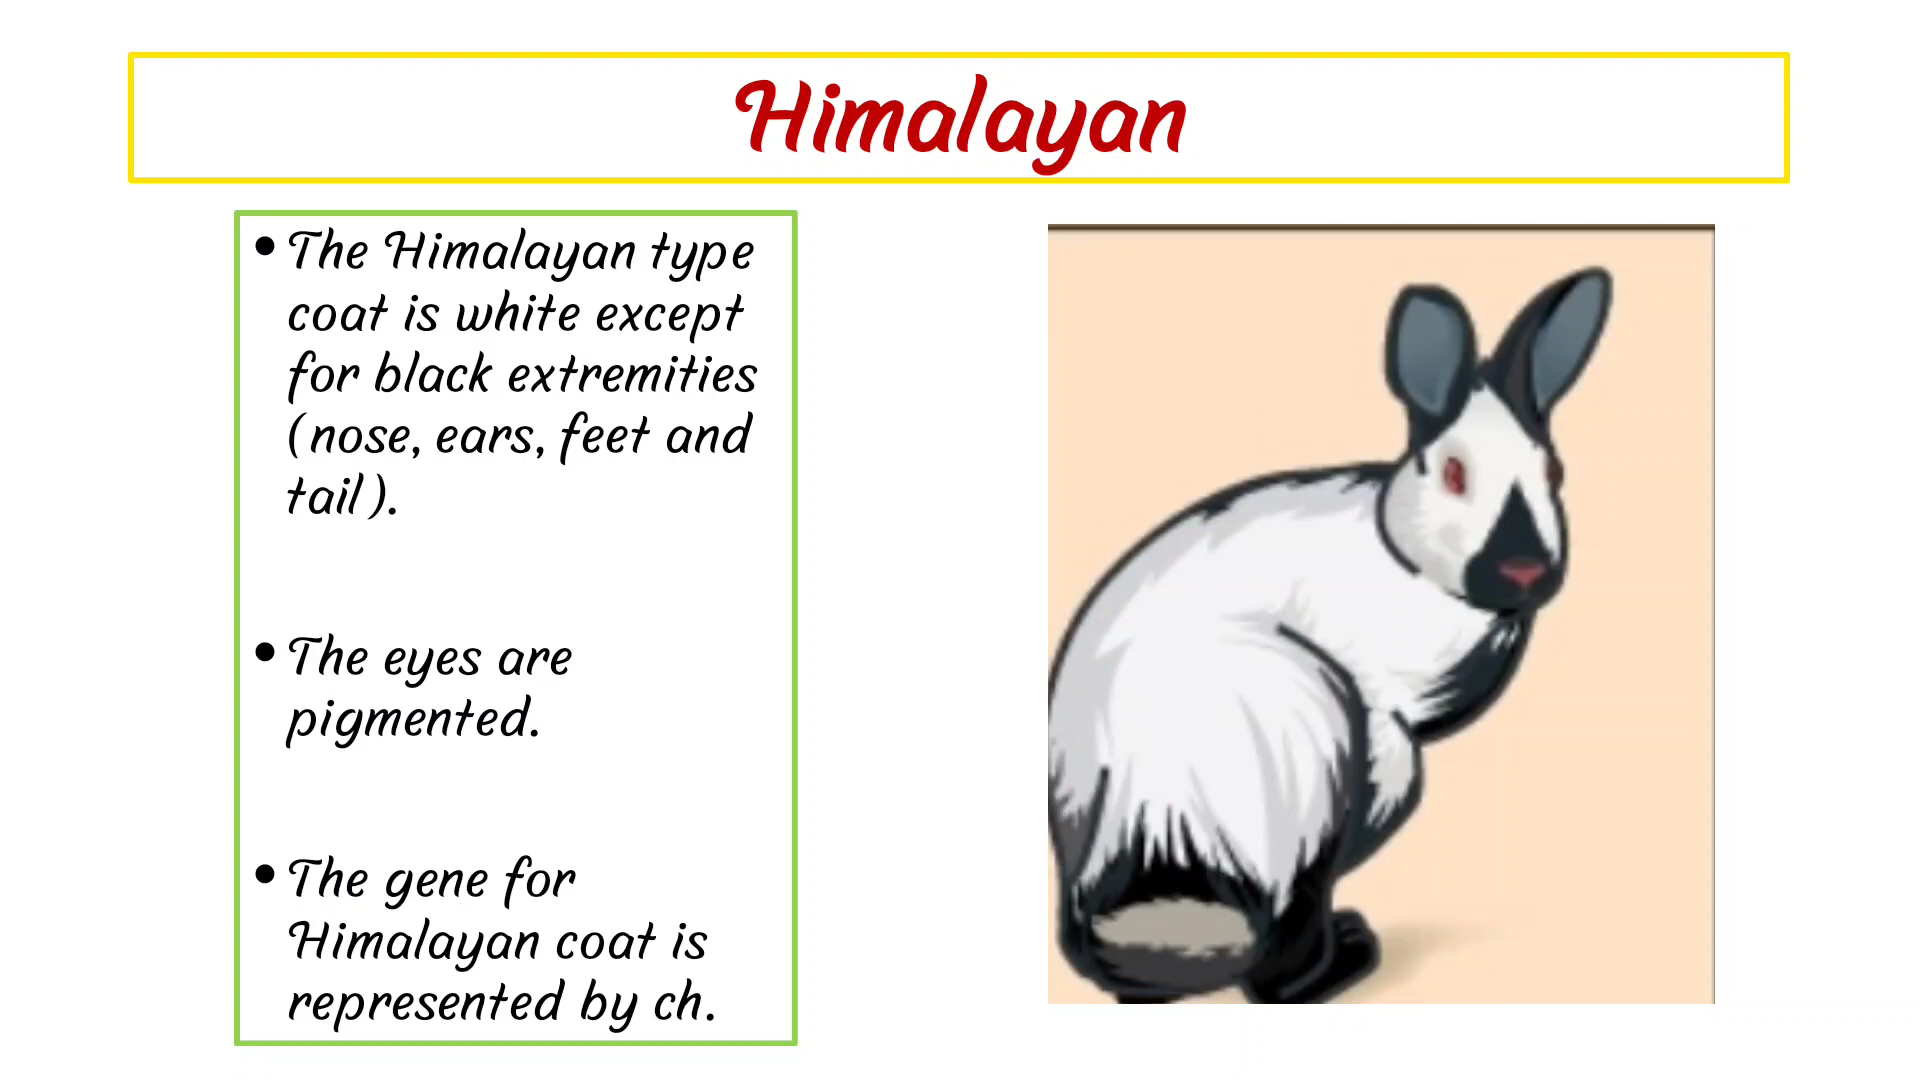 Himalayan
• The Himalayan type
coat is white except
for black extremities
(nose, ears, feet and
tail).
• The eyes are
pigmented.
• The gene for
Himalayan coat is
represented by ch.